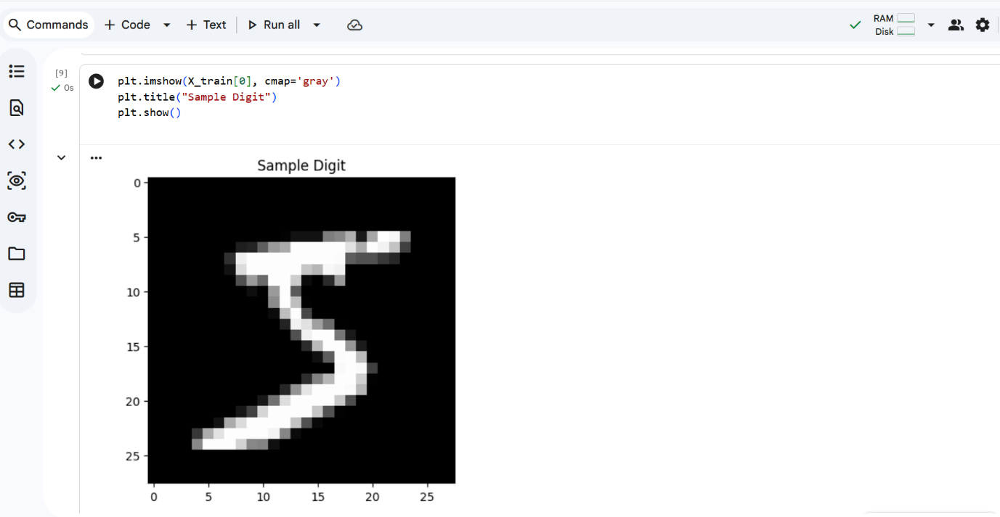 Commands + Code + Text Run all
RAM
Disk
[9]
0s
plt.imshow(X_train[0], cmap='gray')
plt.title("Sample Digit")
plt.show()
Sample Digit
0
5
10
15
20
25
0 5 10 15 20 25
5